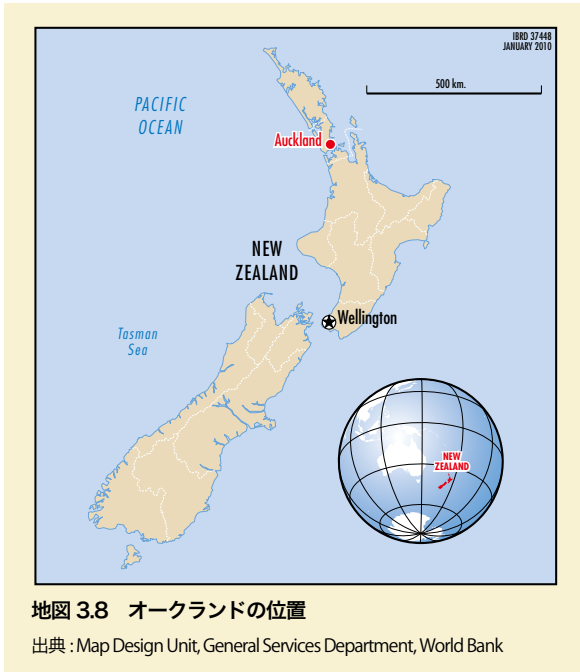 IBRD 37448
JANUARY 2010
500 km.
PACIFIC
OCEAN
Auckland
NEW
ZEALAND
Wellington
Tasman
Sea
NEW
ZEALAND
地図 3.8　オークランドの位置
出典 : Map Design Unit, General Services Department, World Bank